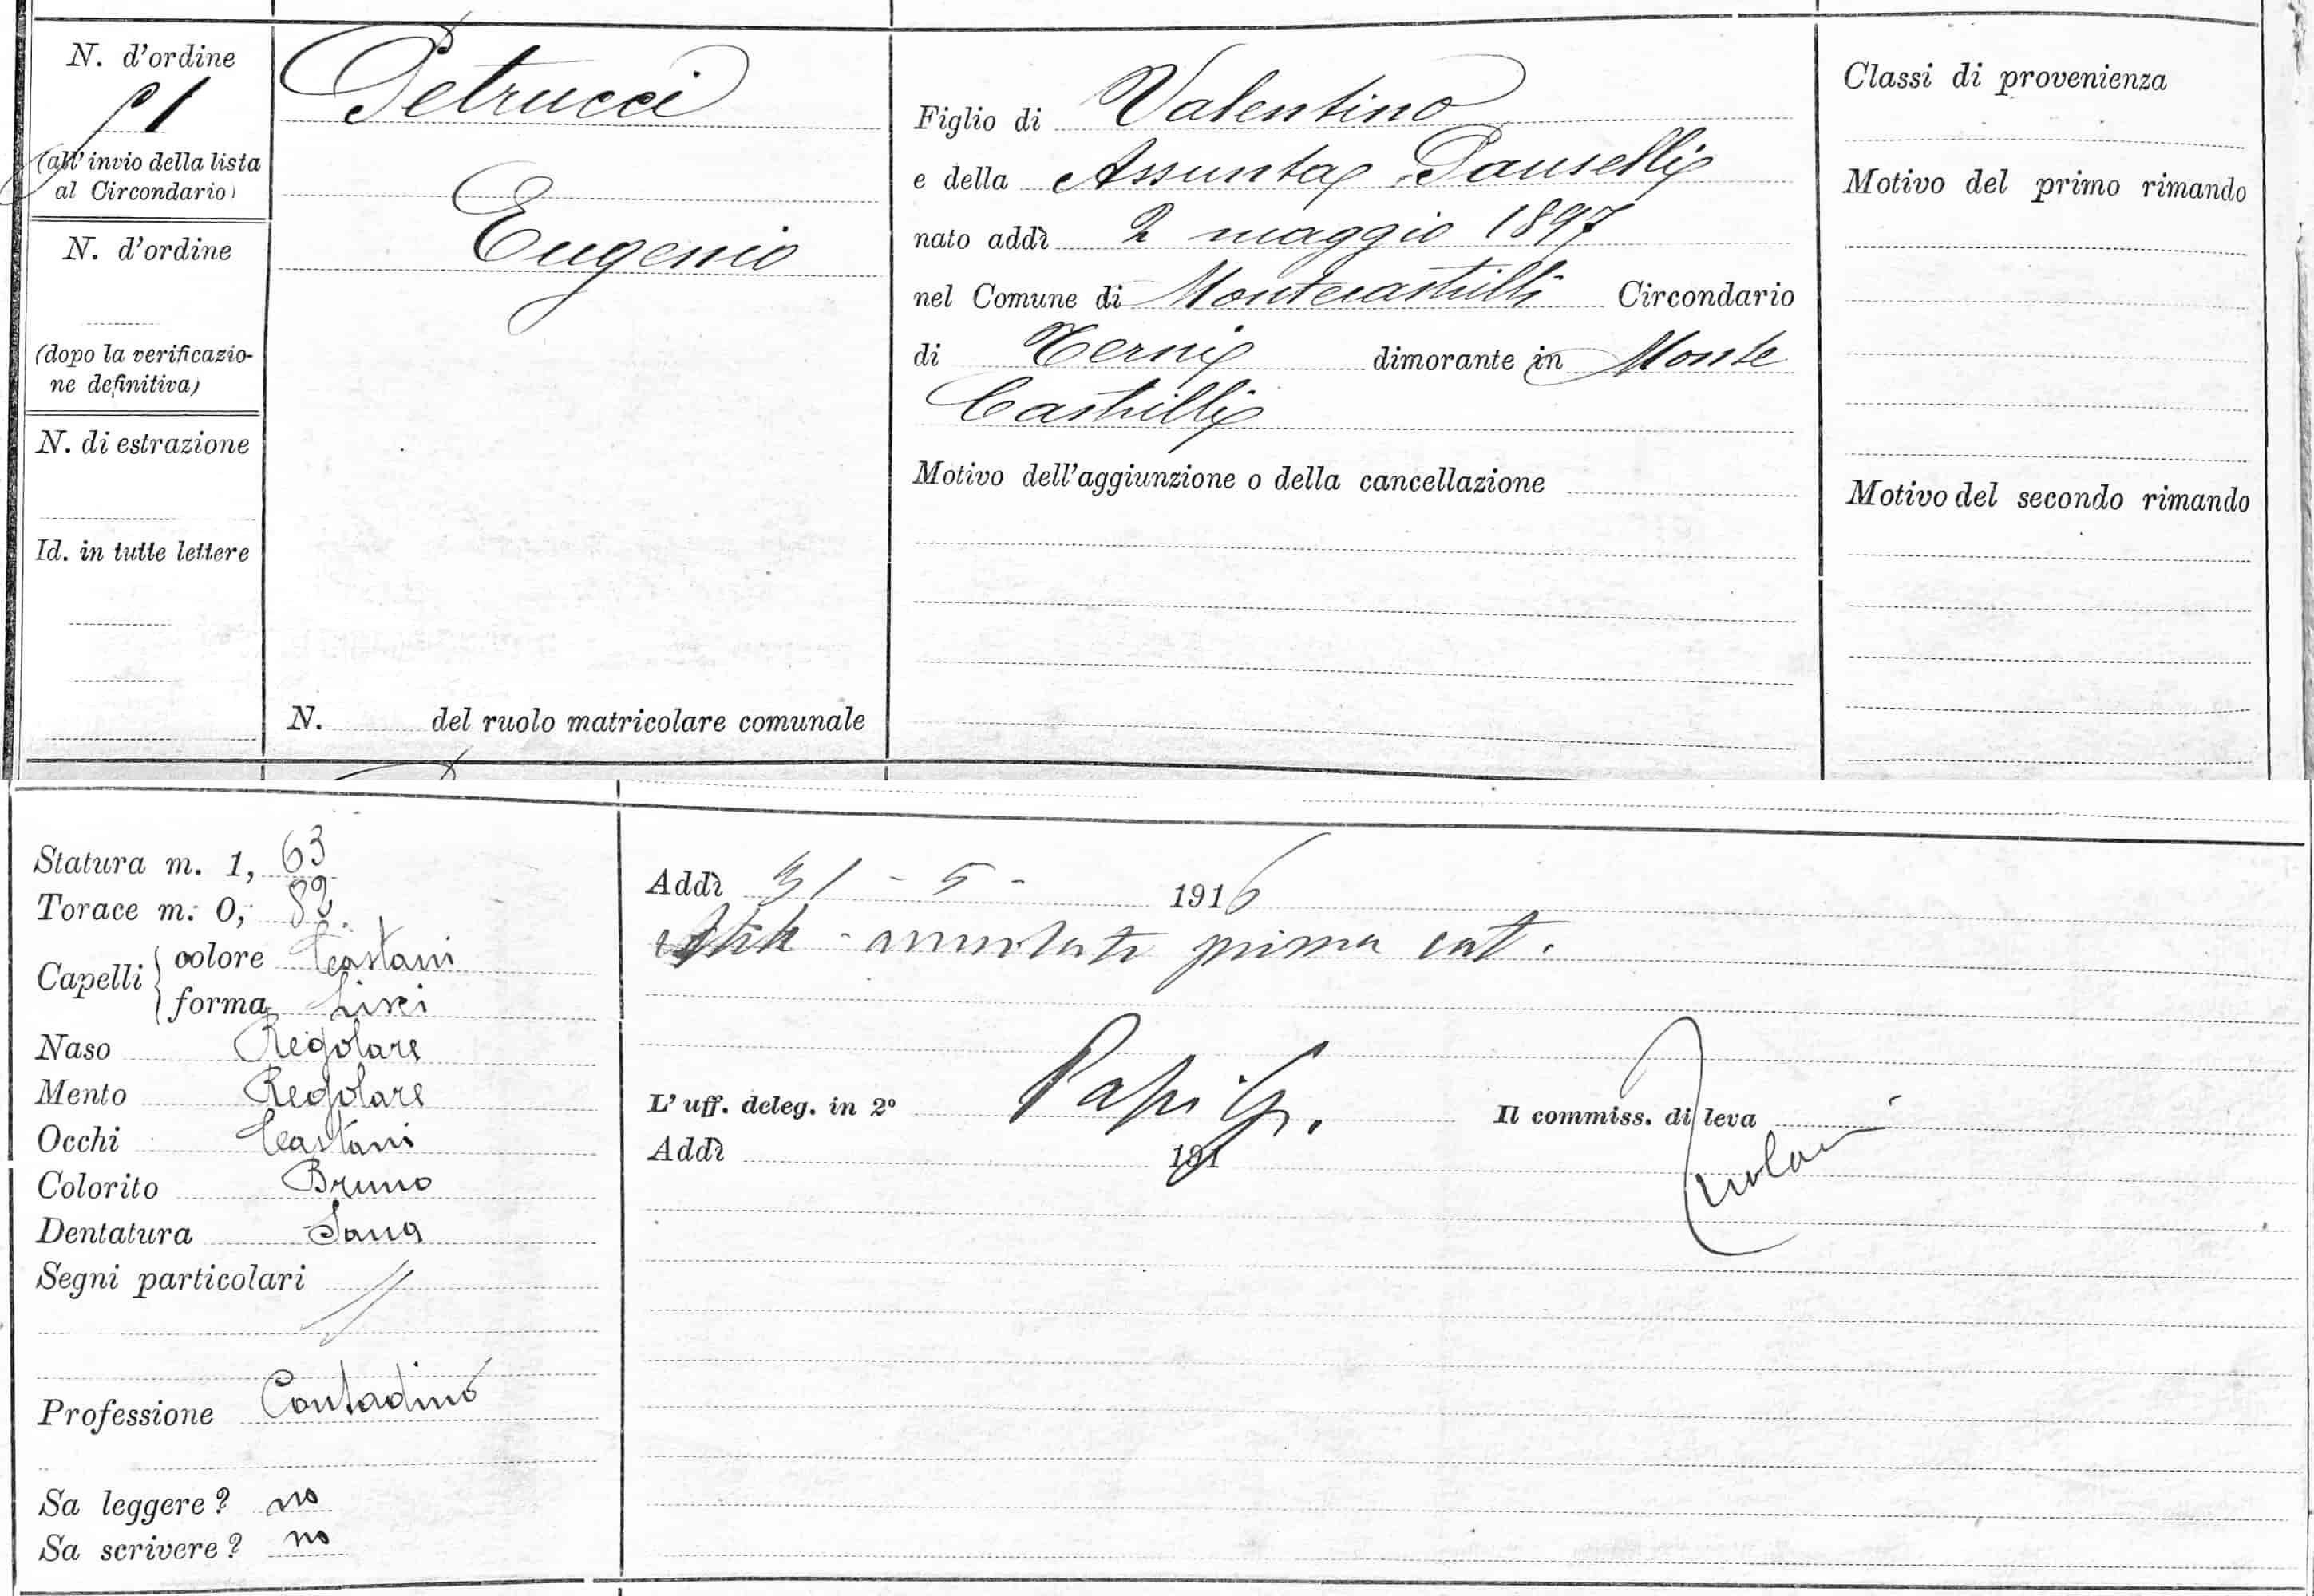 N. d'ordine
(all'invio della lista
al Circondario)
N. d'ordine
(dopo la verificazio-
ne definitiva)
N. di estrazione
Id. in tutte lettere
Petrucci
Eugenio
N. del ruolo matricolare comunale
Figlio di Valentino
e della Assunta Pauselli
nato addì 2 maggio 1897
nel Comune di Montecastrilli Circondario
di Terni dimorante in Monte
Castrilli
Motivo dell'aggiunzione o della cancellazione
Classi di provenienza
Motivo del primo rimando
Motivo del secondo rimando
Statura m. 1, 63
Torace m. 0, 82
Capelli colore Castani
forma Lisci
Naso Regolare
Mento Regolare
Occhi Castani
Colorito Bruno
Dentatura Sana
Segni particolari
Professione Contadino
Sa leggere? no
Sa scrivere? no
Addì 31 - 5 - 1916
prima cat.
L'uff. deleg. in 2° Papi G.
Il commiss. di leva
Addì 191